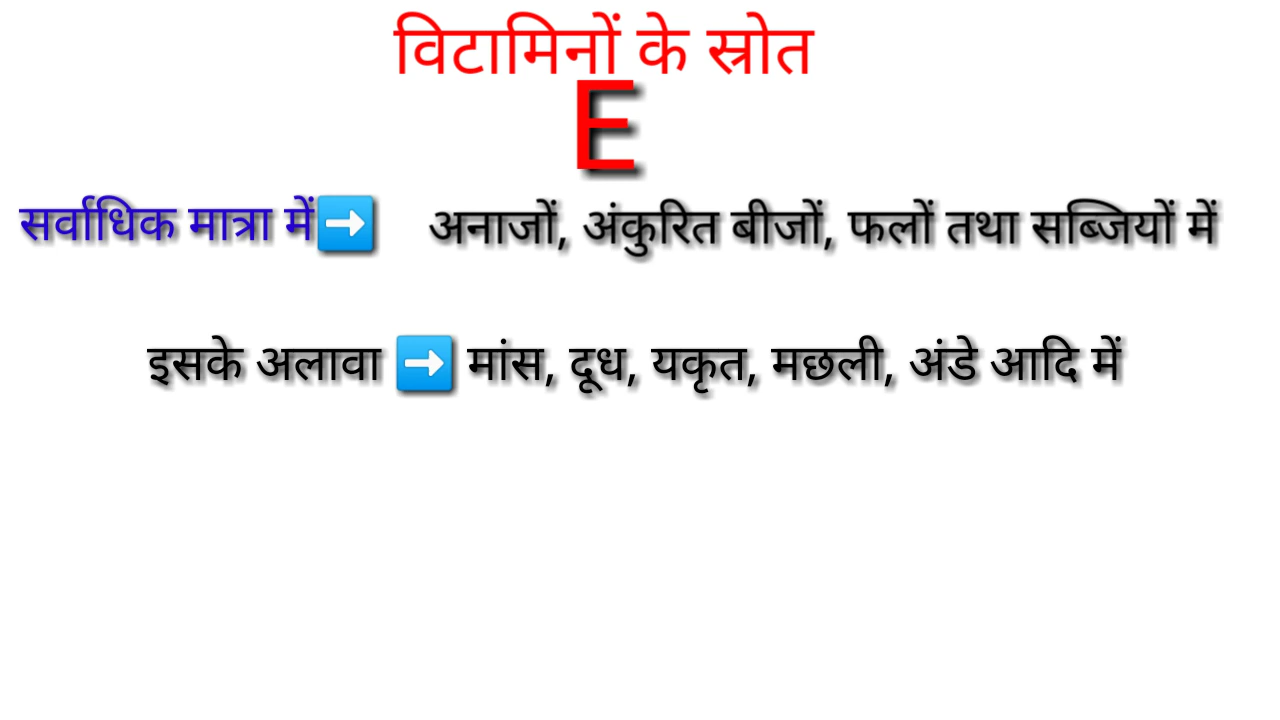 विटामिनों के स्रोत
E
सर्वाधिक मात्रा में➡️ अनाजों, अंकुरित बीजों, फलों तथा सब्जियों में
इसके अलावा ➡️ मांस, दूध, यकृत, मछली, अंडे आदि में